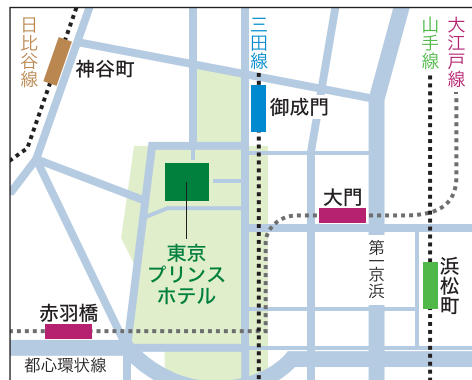 日比谷線
三田線
山手線
大江戸線
神谷町
御成門
大門
東京
プリンス
ホテル
第一京浜
浜松町
赤羽橋
都心環状線